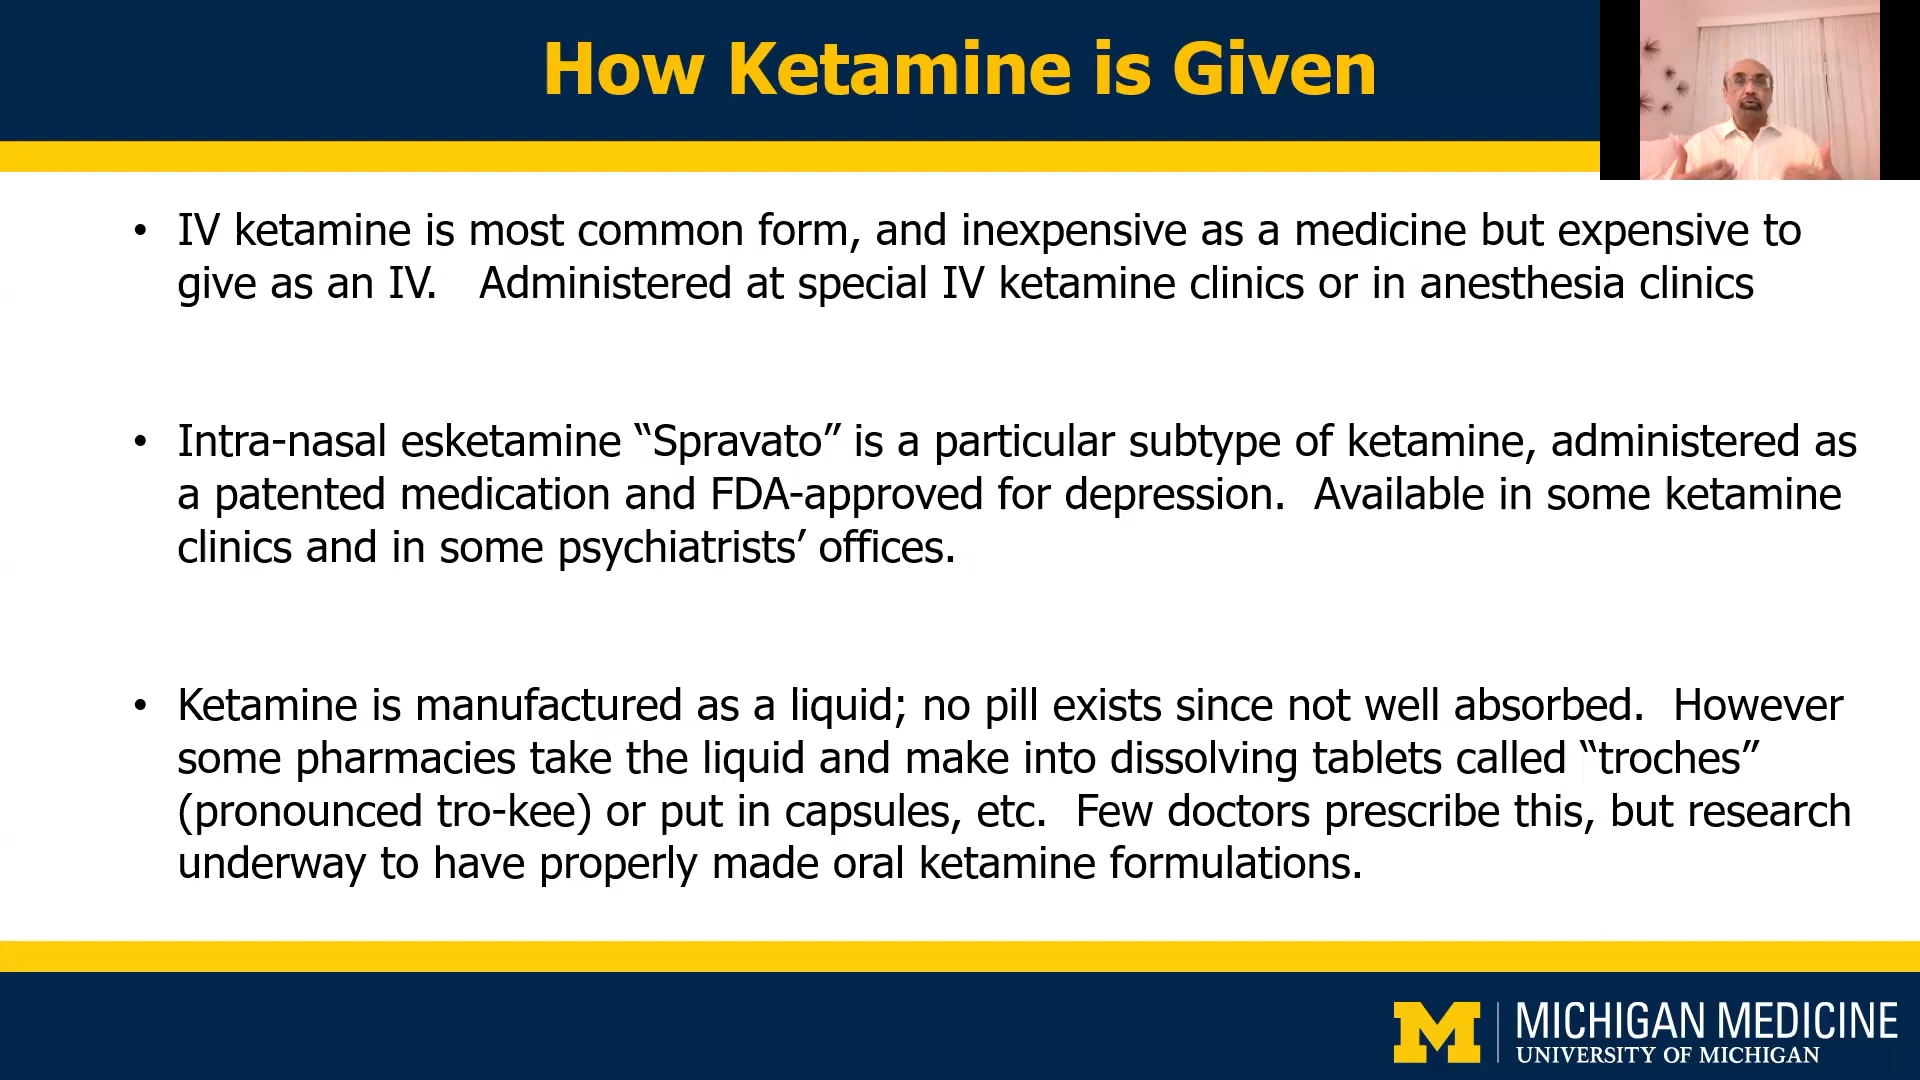 How Ketamine is Given
• IV ketamine is most common form, and inexpensive as a medicine but expensive to
give as an IV.   Administered at special IV ketamine clinics or in anesthesia clinics
• Intra-nasal esketamine “Spravato” is a particular subtype of ketamine, administered as
a patented medication and FDA-approved for depression.  Available in some ketamine
clinics and in some psychiatrists’ offices.
• Ketamine is manufactured as a liquid; no pill exists since not well absorbed.  However
some pharmacies take the liquid and make into dissolving tablets called “troches”
(pronounced tro-kee) or put in capsules, etc.  Few doctors prescribe this, but research
underway to have properly made oral ketamine formulations.
M
MICHIGAN MEDICINE
UNIVERSITY OF MICHIGAN